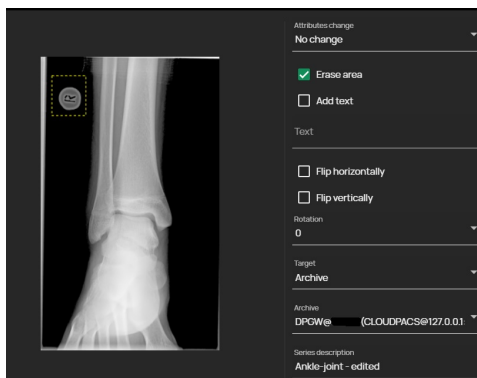 Attributes change
No change
Erase area
Add text
Text
Flip horizontally
Flip vertically
Rotation
0
Target
Archive
Archive
DPGW@ (CLOUDPACS@127.0.0.1
Series description
Ankle-joint - edited